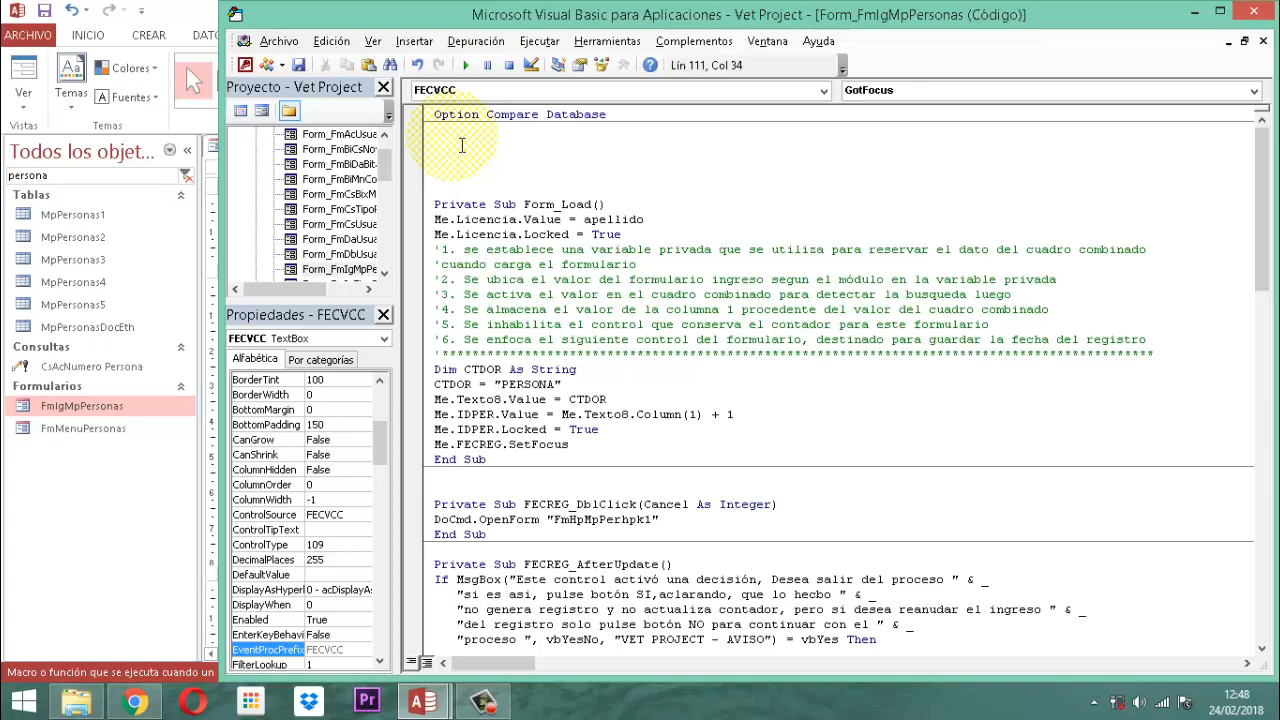 Microsoft Visual Basic para Aplicaciones - Vet Project - [Form_FmIgMpPersonas (Código)]
ARCHIVO INICIO CREAR DATO
Archivo Edición Ver Insertar Depuración Ejecutar Herramientas Complementos Ventana Ayuda
Lín 111, Col 34
Colores
Fuentes
Ver Temas
Vistas Temas
Proyecto - Vet Project
FECVCC GotFocus
Todos los objet...
persona
Tablas
MpPersonas1
MpPersonas2
MpPersonas3
MpPersonas4
MpPersonas5
MpPersonasDocEth
Consultas
CsAcNumero Persona
Formularios
FmIgMpPersonas
FmMenuPersonas
Form_FmAcUsua
Form_FmBiCsNo
Form_FmBiDaBit
Form_FmBiMnCo
Form_FmCsBixM
Form_FmCsTipoF
Form_FmCsUsua
Form_FmDaUsua
Form_FmDbUsua
Form_FmIgMpPe
Propiedades - FECVCC
FECVCC TextBox
Alfabética Por categorías
BorderTint 100
BorderWidth 0
BottomMargin 0
BottomPadding 150
CanGrow False
CanShrink False
ColumnHidden False
ColumnOrder 0
ColumnWidth -1
ControlSource FECVCC
ControlTipText
ControlType 109
DecimalPlaces 255
DefaultValue
DisplayAsHyperl 0 - acDisplayAs
DisplayWhen 0
Enabled True
EnterKeyBehavi False
EventProcPrefix FECVCC
FilterLookup 1
Option Compare Database
Private Sub Form_Load()
Me.Licencia.Value = apellido
Me.Licencia.Locked = True
'1. se establece una variable privada que se utiliza para reservar el dato del cuadro combinado
'cuando carga el formulario
'2. Se ubica el valor del formulario ingreso segun el módulo en la variable privada
'3. Se activa el valor en el cuadro combinado para detectar la busqueda luego
'4. Se almacena el valor de la columna 1 procedente del valor del cuadro combinado
'5. Se inhabilita el control que conserva el contador para este formulario
'6. Se enfoca el siguiente control del formulario, destinado para guardar la fecha del registro
'***********************************************************************************************
Dim CTDOR As String
CTDOR = "PERSONA"
Me.Texto8.Value = CTDOR
Me.IDPER.Value = Me.Texto8.Column(1) + 1
Me.IDPER.Locked = True
Me.FECREG.SetFocus
End Sub
Private Sub FECREG_DblClick(Cancel As Integer)
DoCmd.OpenForm "FmHpMpPerhpk1"
End Sub
Private Sub FECREG_AfterUpdate()
If MsgBox("Este control activó una decisión, Desea salir del proceso " & _
"si es asi, pulse botón SI,aclarando, que lo hecbo " & _
"no genera registro y no actualiza contador, pero si desea reanudar el ingreso " & _
"del registro solo pulse botón NO para continuar con el " & _
"proceso ", vbYesNo, "VET PROJECT - AVISO") = vbYes Then
Macro o función que se ejecuta cuando un
Pr
12:48
24/02/2018